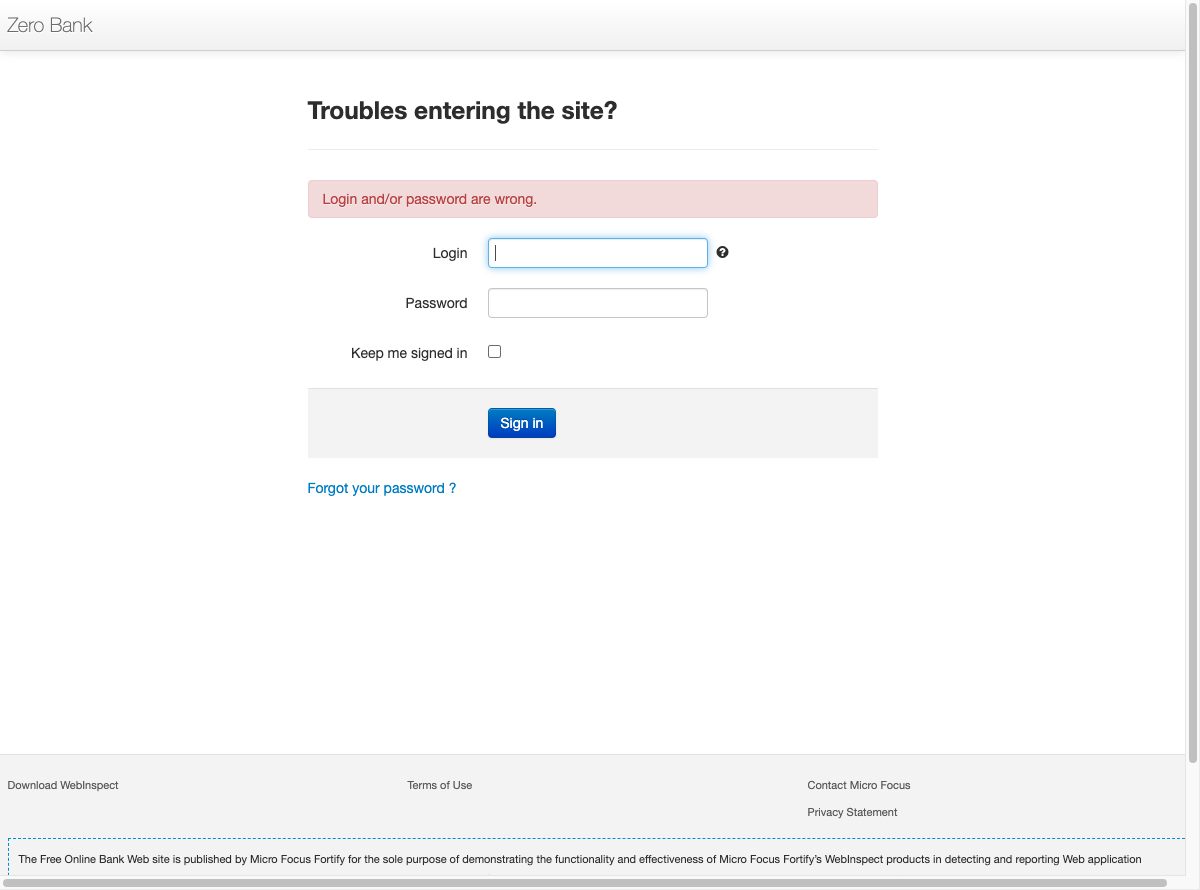 Zero Bank
Troubles entering the site?
Login and/or password are wrong.
Login
Password
Keep me signed in
Sign in
Forgot your password ?
Download WebInspect
Terms of Use
Contact Micro Focus
Privacy Statement
The Free Online Bank Web site is published by Micro Focus Fortify for the sole purpose of demonstrating the functionality and effectiveness of Micro Focus Fortify's WebInspect products in detecting and reporting Web application